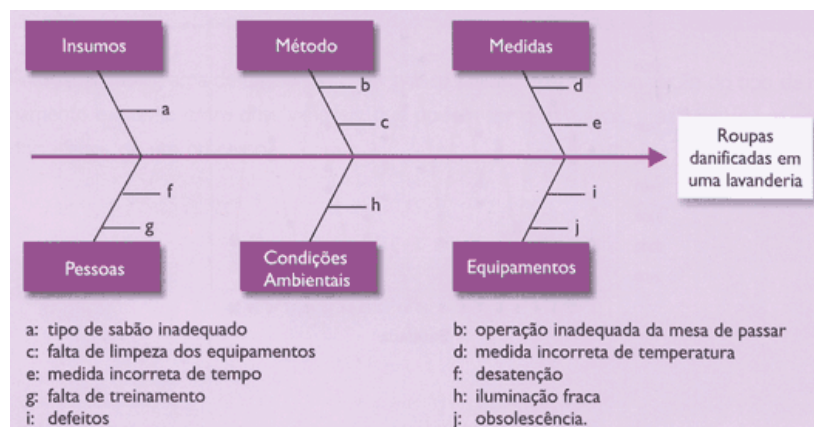 Insumos
Método
Medidas
a
b
c
d
e
Roupas
danificadas em
uma lavanderia
f
g
h
i
j
Pessoas
Condições
Ambientais
Equipamentos
a: tipo de sabão inadequado
b: operação inadequada da mesa de passar
c: falta de limpeza dos equipamentos
d: medida incorreta de temperatura
e: medida incorreta de tempo
f: desatenção
g: falta de treinamento
h: iluminação fraca
i: defeitos
j: obsolescência.